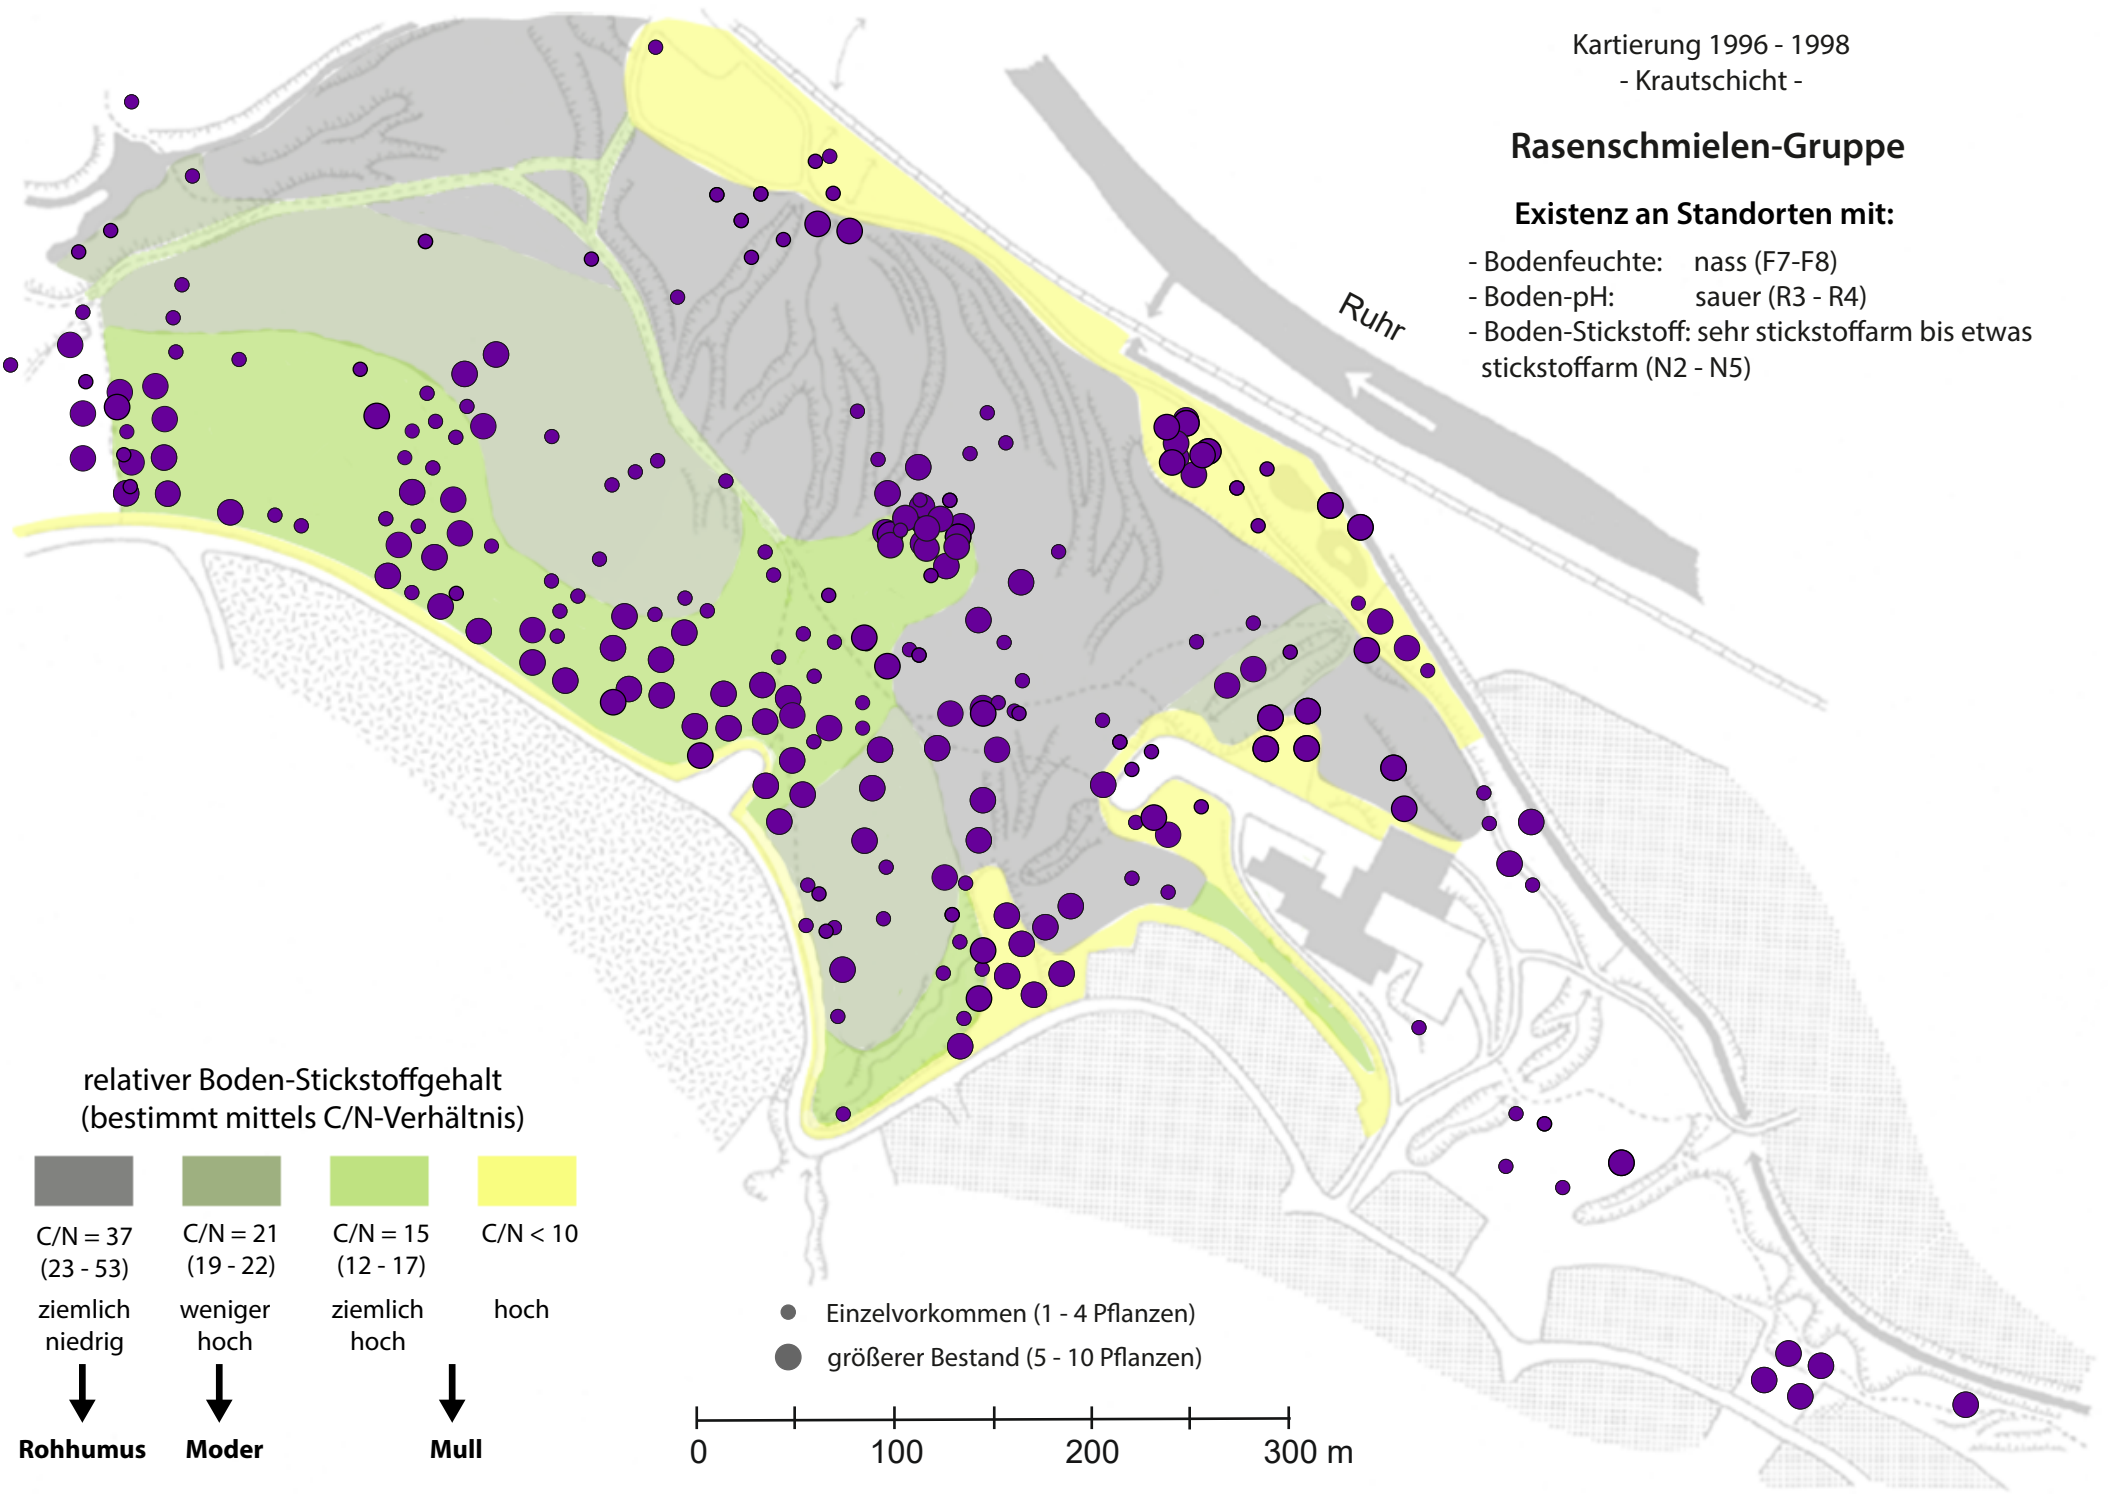 Kartierung 1996 - 1998
- Krautschicht -
Rasenschmielen-Gruppe
Existenz an Standorten mit:
- Bodenfeuchte: nass (F7-F8)
- Boden-pH: sauer (R3 - R4)
- Boden-Stickstoff: sehr stickstoffarm bis etwas
stickstoffarm (N2 - N5)
Ruhr
relativer Boden-Stickstoffgehalt
(bestimmt mittels C/N-Verhältnis)
C/N = 37 C/N = 21 C/N = 15 C/N < 10
(23 - 53) (19 - 22) (12 - 17)
ziemlich weniger ziemlich hoch
niedrig hoch hoch
Rohhumus Moder Mull
Einzelvorkommen (1 - 4 Pflanzen)
größerer Bestand (5 - 10 Pflanzen)
0 100 200 300 m